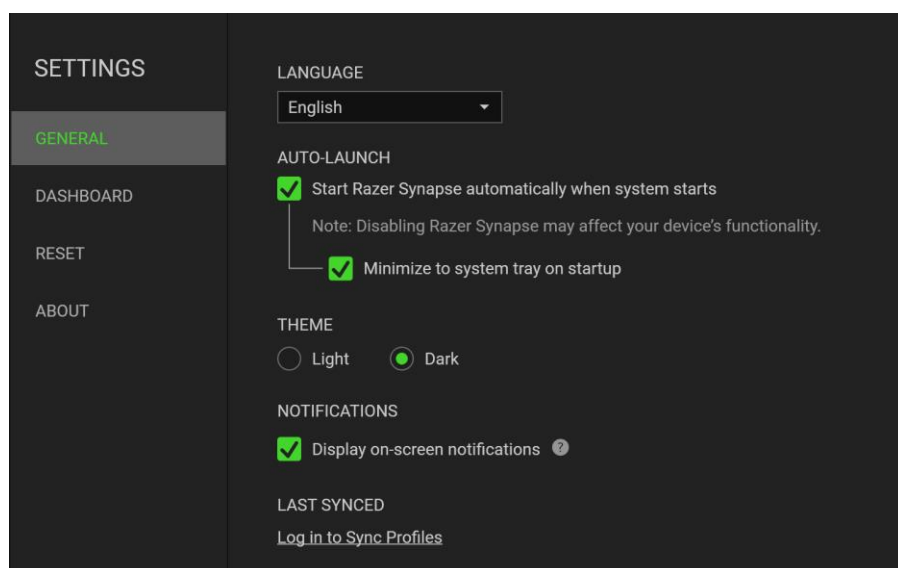 SETTINGS
GENERAL
DASHBOARD
RESET
ABOUT
LANGUAGE
English
AUTO-LAUNCH
Start Razer Synapse automatically when system starts
Note: Disabling Razer Synapse may affect your device’s functionality.
Minimize to system tray on startup
THEME
Light Dark
NOTIFICATIONS
Display on-screen notifications ?
LAST SYNCED
Log in to Sync Profiles